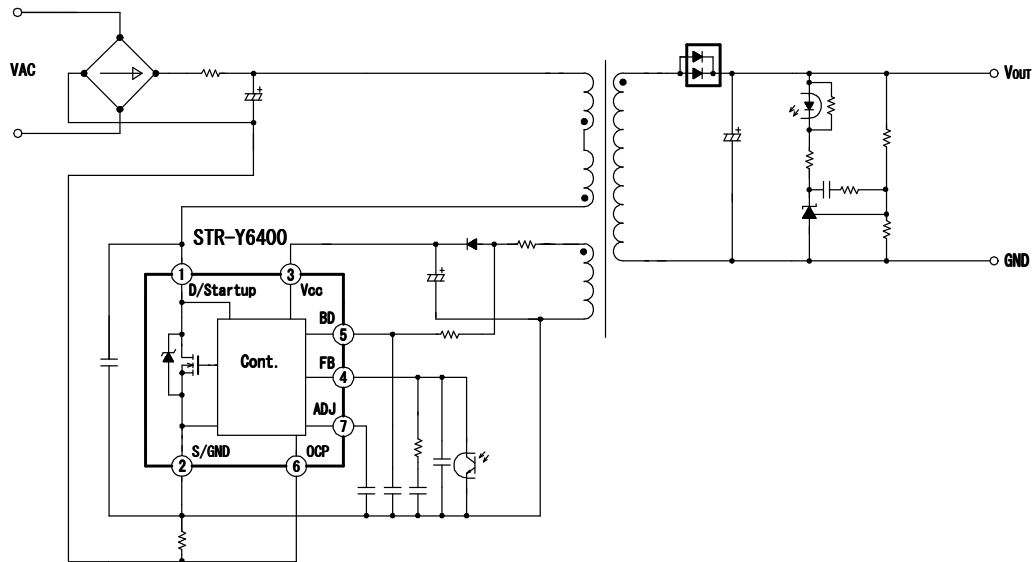 VAC
VOUT
STR-Y6400
GND
1
3
D/Startup
Vcc
BD
5
Cont.
FB
4
ADJ
7
S/GND
OCP
2
6